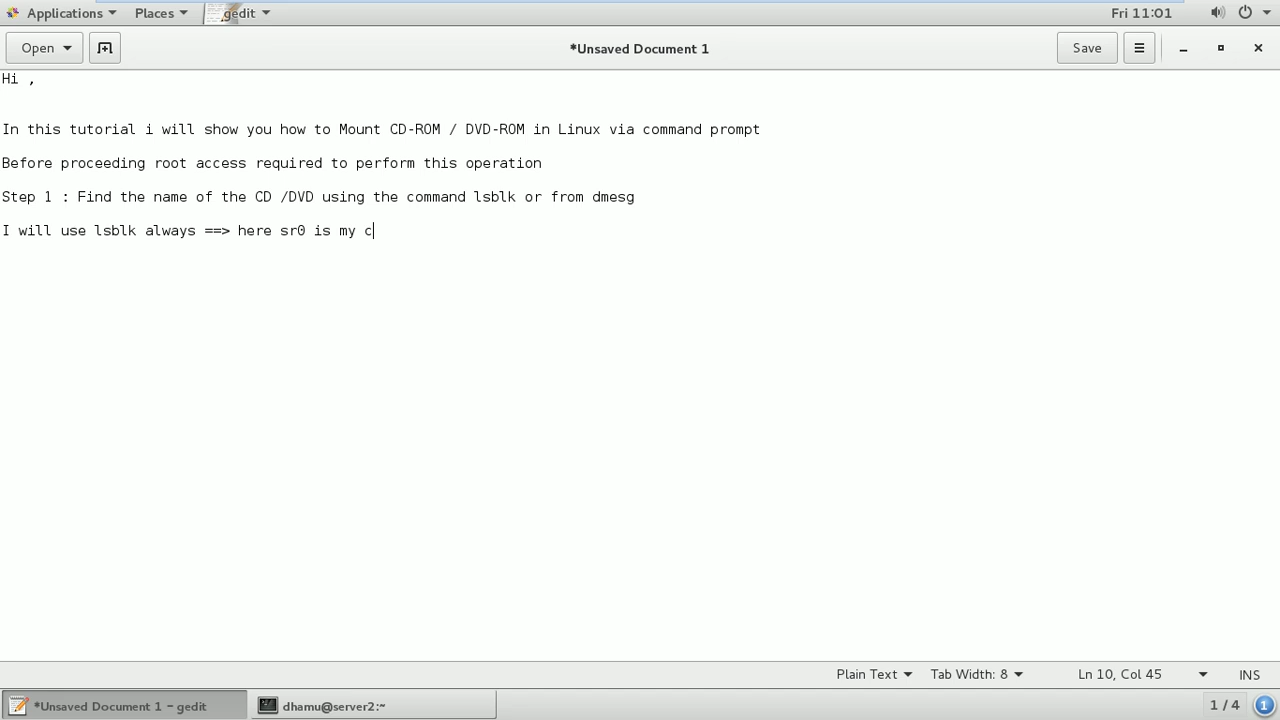 Applications Places gedit Fri 11:01
Open *Unsaved Document 1 Save
Hi ,
In this tutorial i will show you how to Mount CD-ROM / DVD-ROM in Linux via command prompt
Before proceeding root access required to perform this operation
Step 1 : Find the name of the CD /DVD using the command lsblk or from dmesg
I will use lsblk always ==> here sr0 is my c
Plain Text Tab Width: 8 Ln 10, Col 45 INS
*Unsaved Document 1 - gedit dhamu@server2:~ 1 / 4 1